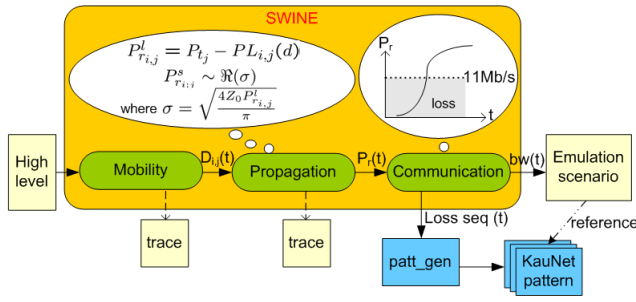 SWINE
P^l_{r_{i,j}} = P_{t_j} − PL_{i,j}(d)
P^s_{r_{i;j}} ∼ ℜ(σ)
where σ = √(4Z_0 P^l_{r_{i,j}} / π)
P_r
11Mb/s
loss
t
High
level
Mobility
D_{i,j}(t)
Propagation
P_r(t)
Communication
bw(t)
Emulation
scenario
trace
trace
Loss seq (t)
reference
patt_gen
KauNet
pattern